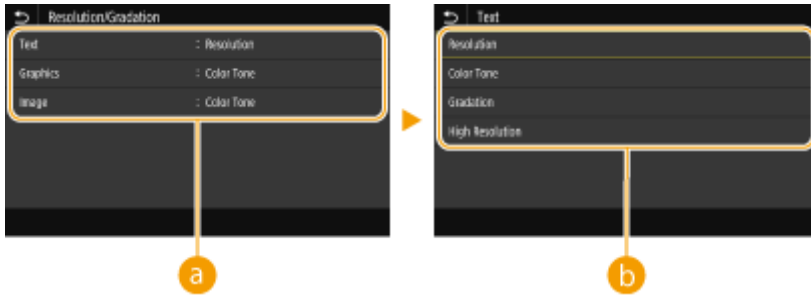 Resolution/Gradation
Text : Resolution
Graphics : Color Tone
Image : Color Tone
a
Text
Resolution
Color Tone
Gradation
High Resolution
b